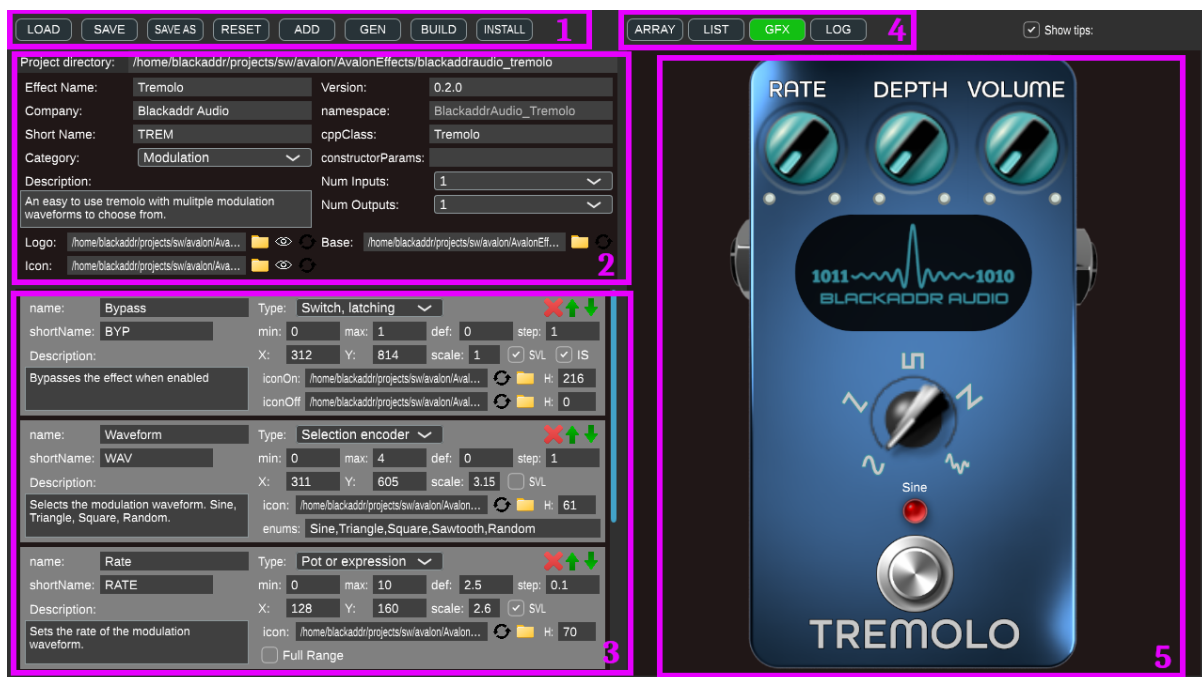 LOAD SAVE SAVE AS RESET ADD GEN BUILD INSTALL 1
ARRAY LIST GFX LOG 4
Show tips:
Project directory: /home/blackaddr/projects/sw/avalon/AvalonEffects/blackaddraudio_tremolo
Effect Name: Tremolo Version: 0.2.0
Company: Blackaddr Audio namespace: BlackaddrAudio_Tremolo
Short Name: TREM cppClass: Tremolo
Category: Modulation constructorParams:
Description: Num Inputs: 1
An easy to use tremolo with mulitple modulation
waveforms to choose from.
Num Outputs: 1
Logo: /home/blackaddr/projects/sw/avalon/Ava... Base: /home/blackaddr/projects/sw/avalon/AvalonEff...
Icon: /home/blackaddr/projects/sw/avalon/Ava... 2
name: Bypass Type: Switch, latching
shortName: BYP min: 0 max: 1 def: 0 step: 1
Description: X: 312 Y: 814 scale: 1 SVL IS
Bypasses the effect when enabled
iconOn: /home/blackaddr/projects/sw/avalon/Aval... H: 216
iconOff /home/blackaddr/projects/sw/avalon/Aval... H: 0
name: Waveform Type: Selection encoder
shortName: WAV min: 0 max: 4 def: 0 step: 1
Description: X: 311 Y: 605 scale: 3.15 SVL
Selects the modulation waveform. Sine,
Triangle, Square, Random.
icon: /home/blackaddr/projects/sw/avalon/Avalon... H: 61
enums: Sine,Triangle,Square,Sawtooth,Random
name: Rate Type: Pot or expression
shortName: RATE min: 0 max: 10 def: 2.5 step: 0.1
Description: X: 128 Y: 160 scale: 2.6 SVL
Sets the rate of the modulation
waveform.
icon: /home/blackaddr/projects/sw/avalon/Avalon... H: 70
Full Range
3
RATE DEPTH VOLUME
1011 1010
BLACKADDR AUDIO
Sine
TREMOLO
5